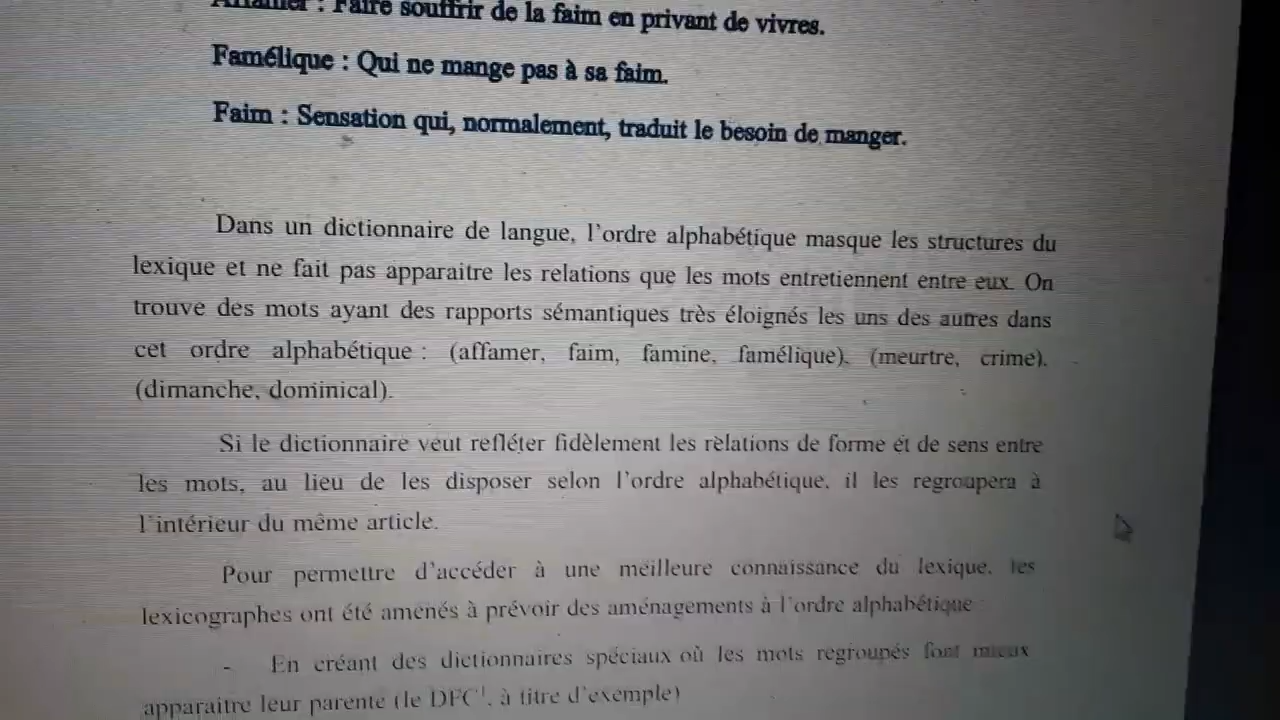 Affamer : Faire souffrir de la faim en privant de vivres.
Famélique : Qui ne mange pas à sa faim.
Faim : Sensation qui, normalement, traduit le besoin de manger.
Dans un dictionnaire de langue, l'ordre alphabétique masque les structures du
lexique et ne fait pas apparaitre les relations que les mots entretiennent entre eux. On
trouve des mots ayant des rapports sémantiques très éloignés les uns des autres dans
cet ordre alphabétique : (affamer, faim, famine, famélique), (meurtre, crime),
(dimanche, dominical).
Si le dictionnaire veut refléter fidèlement les relations de forme et de sens entre
les mots, au lieu de les disposer selon l'ordre alphabétique, il les regroupera à
l'intérieur du même article.
Pour permettre d'accéder à une meilleure connaissance du lexique, les
lexicographes ont été amenés à prévoir des aménagements à l'ordre alphabétique
- En créant des dictionnaires spéciaux où les mots regroupés font mieux
apparaitre leur parenté (le DFC¹, à titre d'exemple)